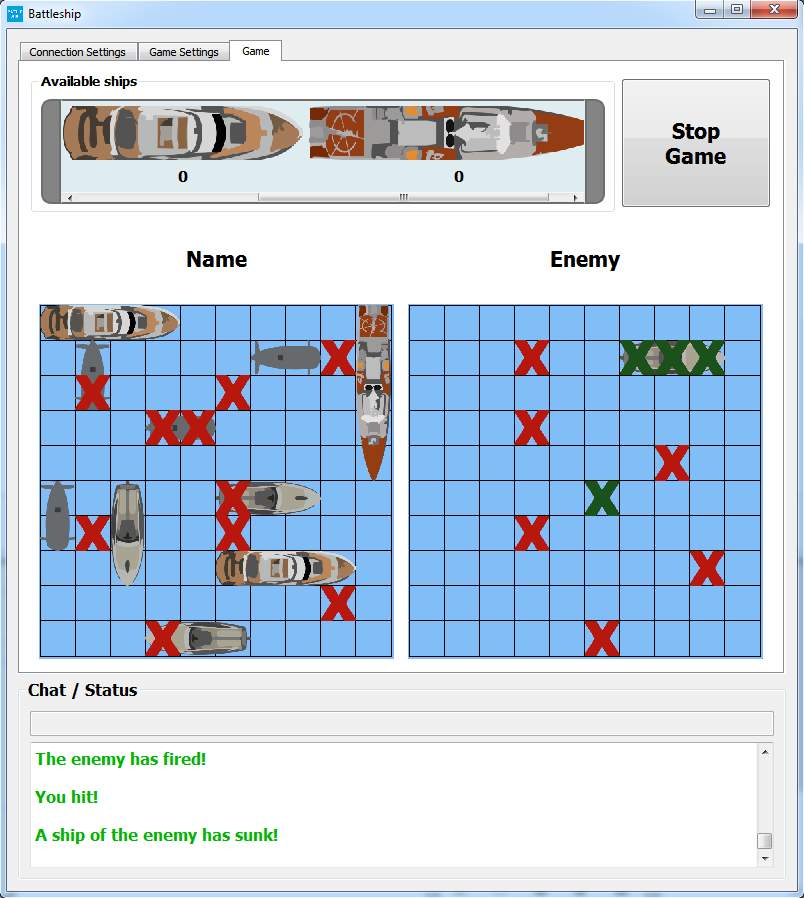 Battleship
Connection Settings
Game Settings
Game
Available ships
0
0
Stop
Game
Name
Enemy
Chat / Status
The enemy has fired!
You hit!
A ship of the enemy has sunk!